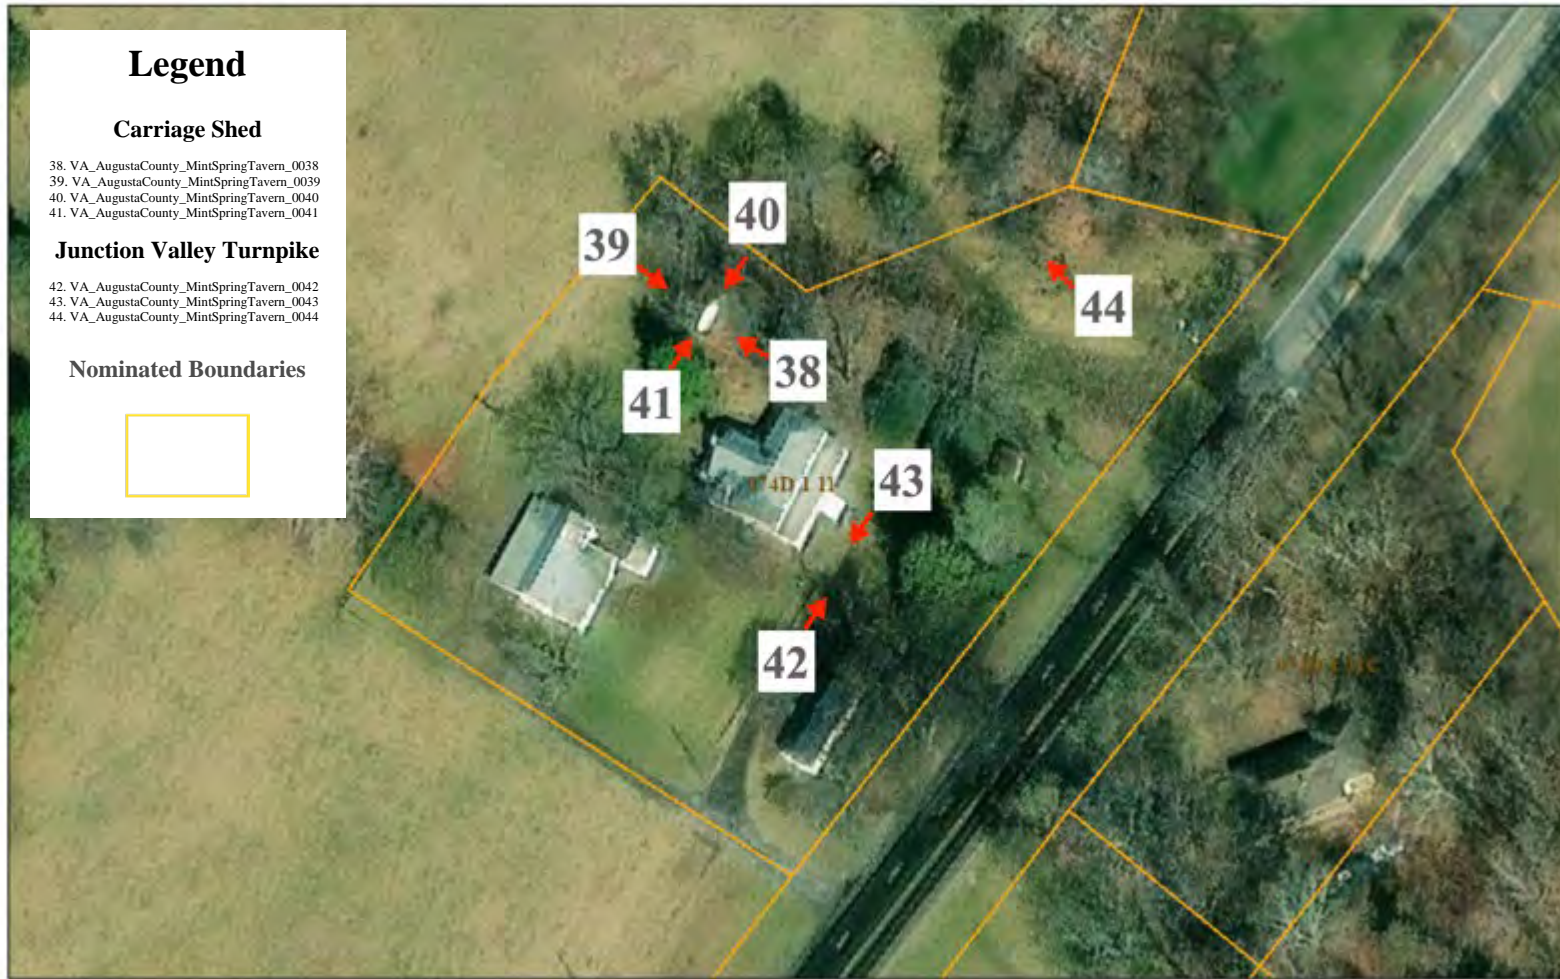 Legend
Carriage Shed
38. VA_AugustaCounty_MintSpringTavern_0038
39. VA_AugustaCounty_MintSpringTavern_0039
40. VA_AugustaCounty_MintSpringTavern_0040
41. VA_AugustaCounty_MintSpringTavern_0041
Junction Valley Turnpike
42. VA_AugustaCounty_MintSpringTavern_0042
43. VA_AugustaCounty_MintSpringTavern_0043
44. VA_AugustaCounty_MintSpringTavern_0044
Nominated Boundaries
40
39
44
38
41
43
42